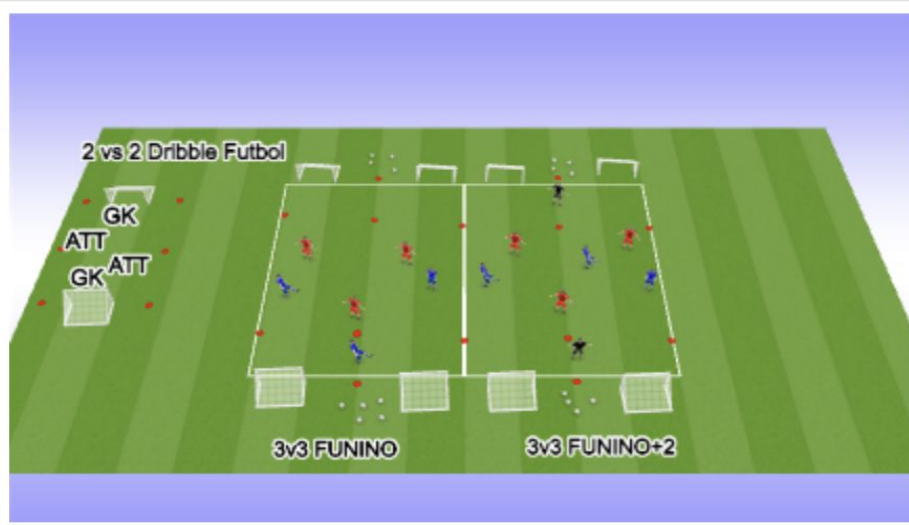 2 vs 2 Dribble Futbol
GK
ATT
ATT
GK
3v3 FUNINO
3v3 FUNINO+2